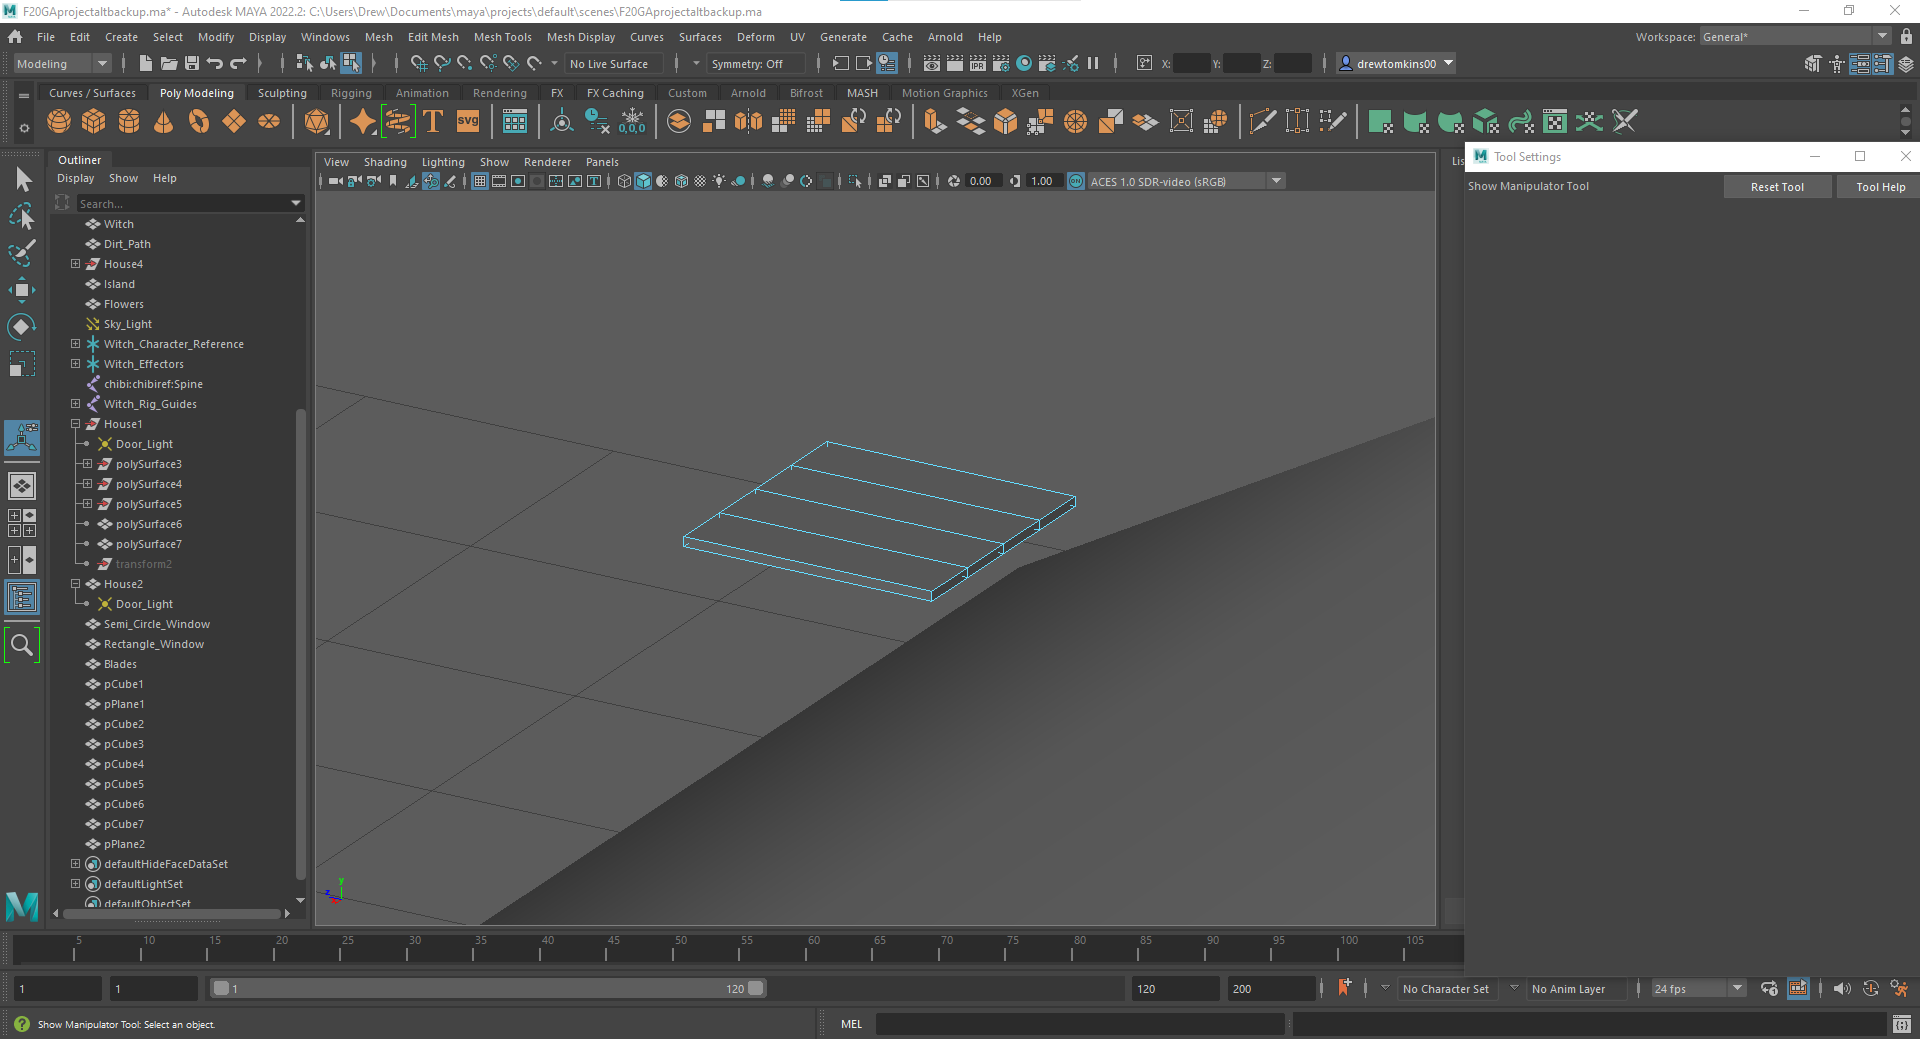 F20GAprojectaltbackup.ma* - Autodesk MAYA 2022.2: C:\Users\Drew\Documents\maya\projects\default\scenes\F20GAprojectaltbackup.ma
File Edit Create Select Modify Display Windows Mesh Edit Mesh Mesh Tools Mesh Display Curves Surfaces Deform UV Generate Cache Arnold Help
Workspace: General*
Modeling
No Live Surface
Symmetry: Off
IPR
X: Y: Z:
drewtomkins00
Curves / Surfaces Poly Modeling Sculpting Rigging Animation Rendering FX FX Caching Custom Arnold Bifrost MASH Motion Graphics XGen
T svg 0,0,0
Outliner
Display Show Help
Search...
Witch
Dirt_Path
House4
Island
Flowers
Sky_Light
Witch_Character_Reference
Witch_Effectors
chibi:chibiref:Spine
Witch_Rig_Guides
House1
Door_Light
polySurface3
polySurface4
polySurface5
polySurface6
polySurface7
transform2
House2
Door_Light
Semi_Circle_Window
Rectangle_Window
Blades
pCube1
pPlane1
pCube2
pCube3
pCube4
pCube5
pCube6
pCube7
pPlane2
defaultHideFaceDataSet
defaultLightSet
defaultObjectSet
View Shading Lighting Show Renderer Panels
0.00 1.00 ON ACES 1.0 SDR-video (sRGB)
y
z
Lis
Tool Settings
Show Manipulator Tool
Reset Tool
Tool Help
5 10 15 20 25 30 35 40 45 50 55 60 65 70 75 80 85 90 95 100 105
1 1 1 120 120 200
No Character Set
No Anim Layer
24 fps
Show Manipulator Tool: Select an object.
MEL